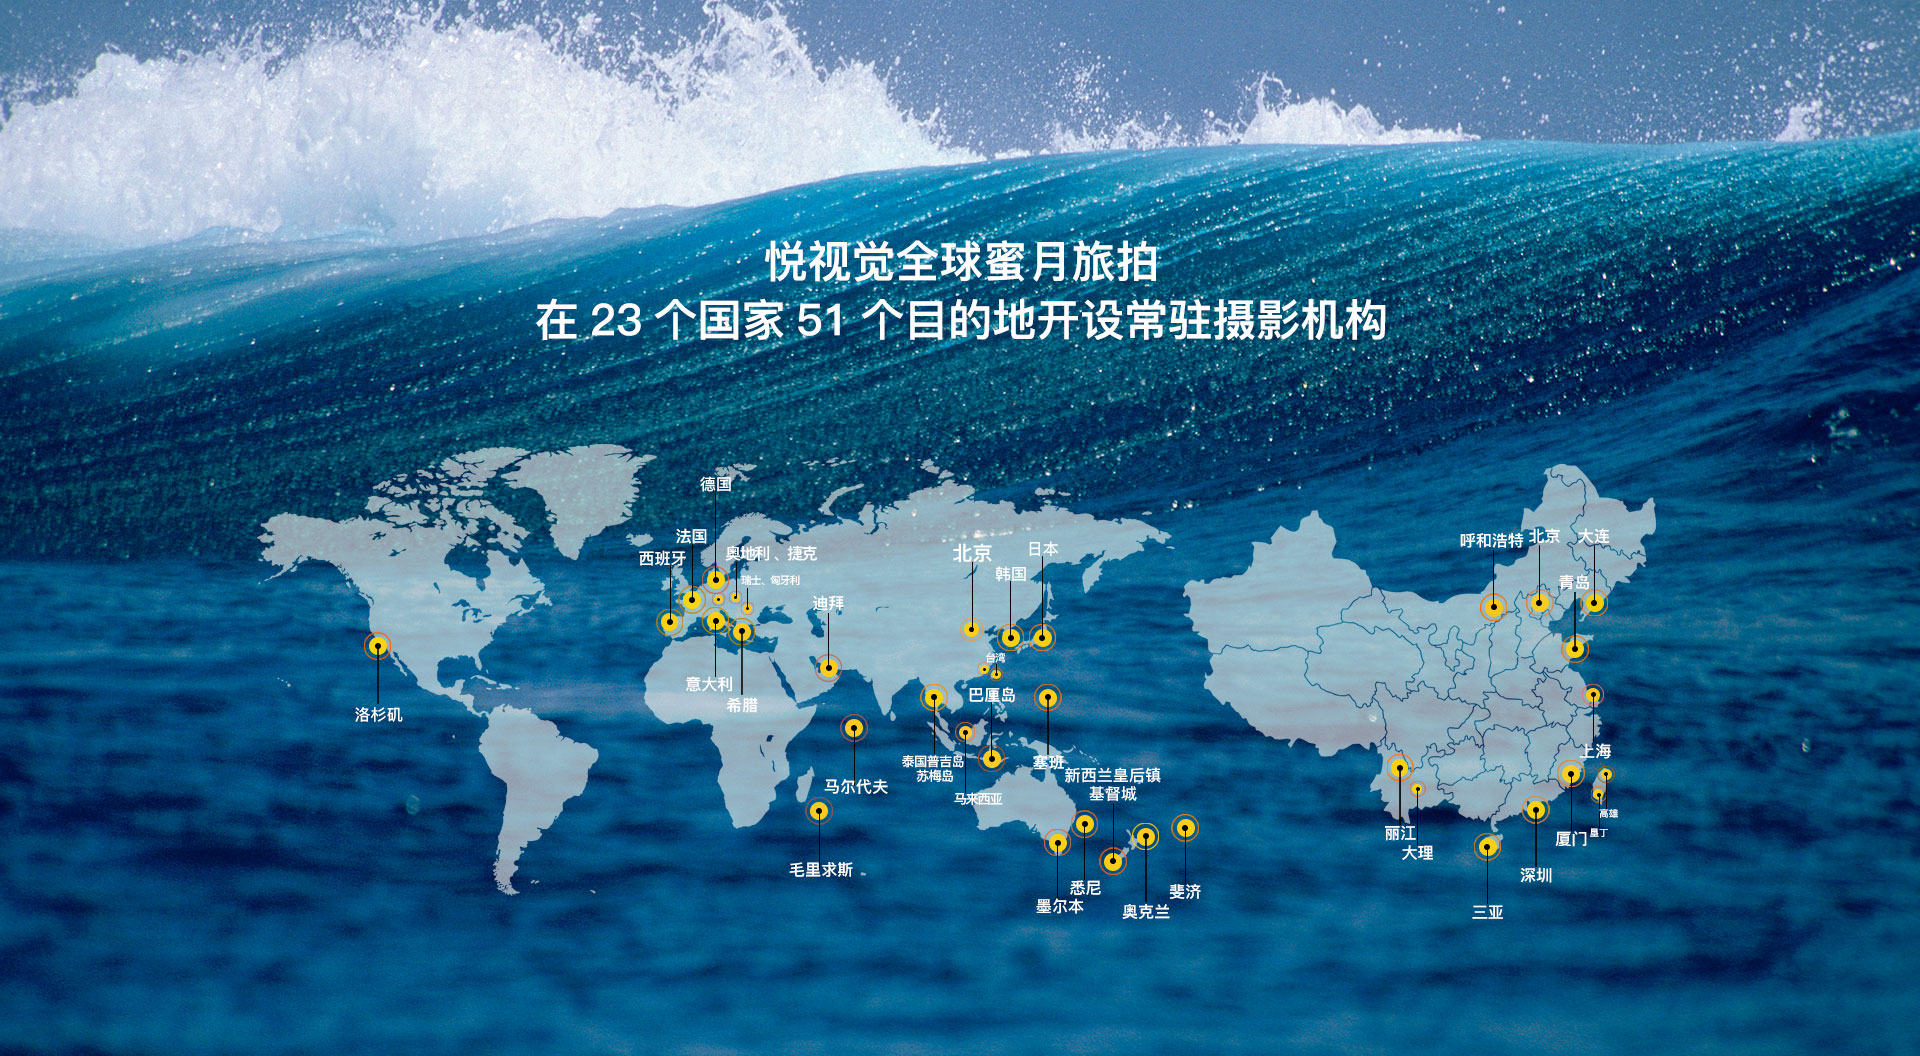 悦视觉全球蜜月旅拍
在 23 个国家 51 个目的地开设常驻摄影机构
德国
法国
西班牙
奥地利 、捷克
瑞士、匈牙利
迪拜
北京
日本
韩国
台湾
意大利
希腊
洛杉矶
巴厘岛
泰国普吉岛
苏梅岛
塞班
马来西亚
新西兰皇后镇
基督城
马尔代夫
毛里求斯
悉尼
墨尔本
奥克兰
斐济
呼和浩特
北京
大连
青岛
上海
高雄
垦丁
厦门
丽江
大理
深圳
三亚